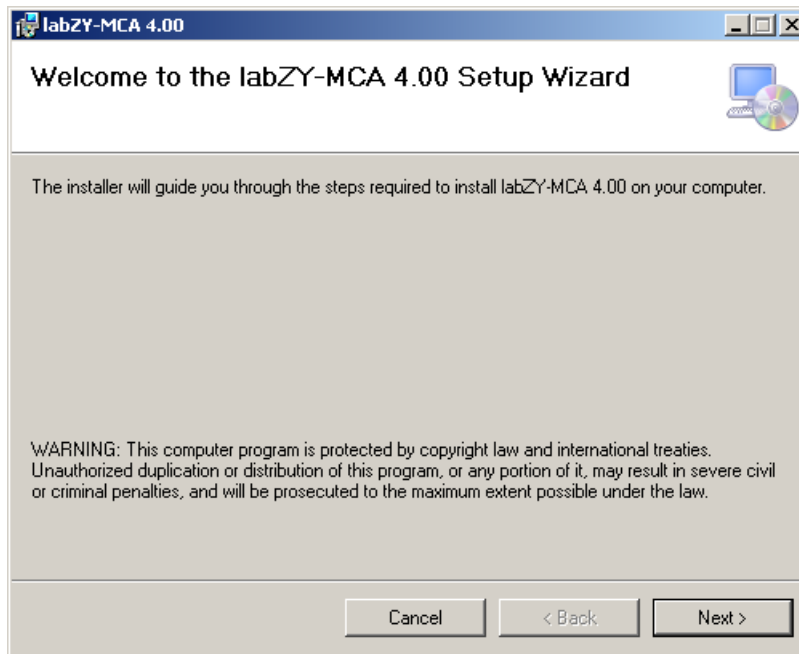 labZY-MCA 4.00
Welcome to the labZY-MCA 4.00 Setup Wizard
The installer will guide you through the steps required to install labZY-MCA 4.00 on your computer.
WARNING: This computer program is protected by copyright law and international treaties.
Unauthorized duplication or distribution of this program, or any portion of it, may result in severe civil
or criminal penalties, and will be prosecuted to the maximum extent possible under the law.
Cancel < Back Next >